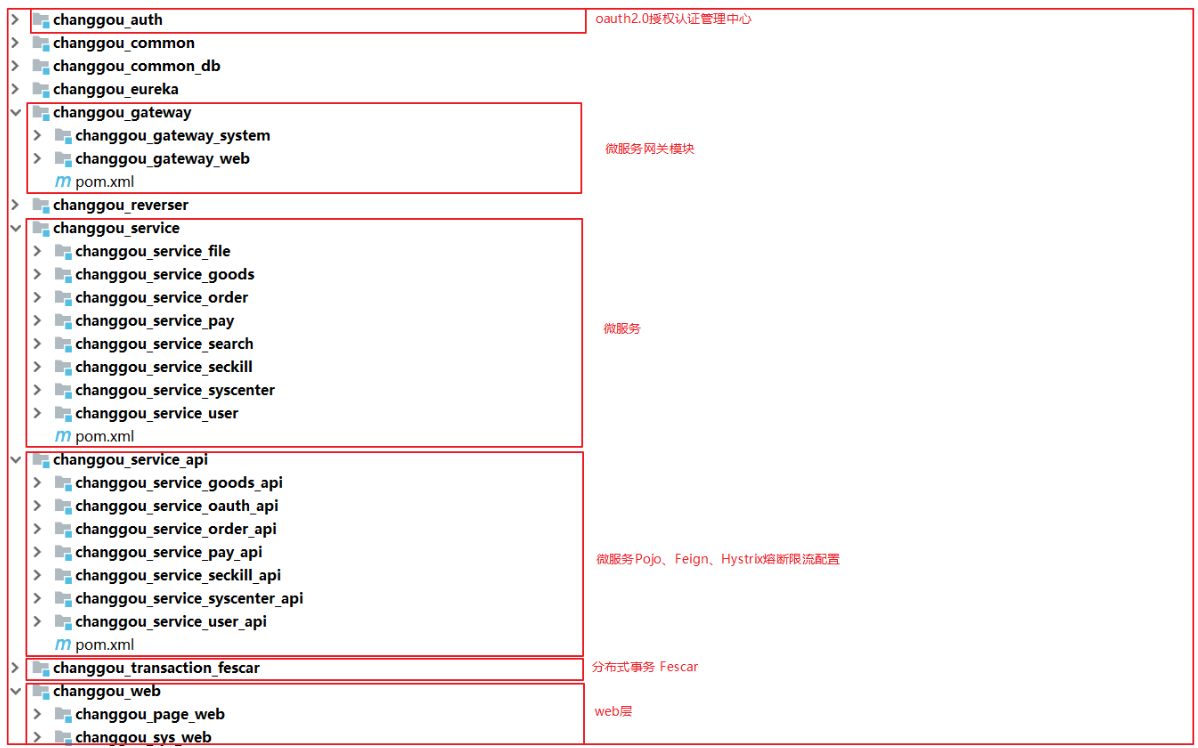 changgou_auth oauth2.0授权认证管理中心
changgou_common
changgou_common_db
changgou_eureka
changgou_gateway
changgou_gateway_system
changgou_gateway_web 微服务网关模块
m pom.xml
changgou_reverser
changgou_service
changgou_service_file
changgou_service_goods
changgou_service_order
changgou_service_pay 微服务
changgou_service_search
changgou_service_seckill
changgou_service_syscenter
changgou_service_user
m pom.xml
changgou_service_api
changgou_service_goods_api
changgou_service_oauth_api
changgou_service_order_api
changgou_service_pay_api 微服务Pojo、Feign、Hystrix熔断限流配置
changgou_service_seckill_api
changgou_service_syscenter_api
changgou_service_user_api
m pom.xml
changgou_transaction_fescar 分布式事务 Fescar
changgou_web
changgou_page_web web层
changgou_sys_web